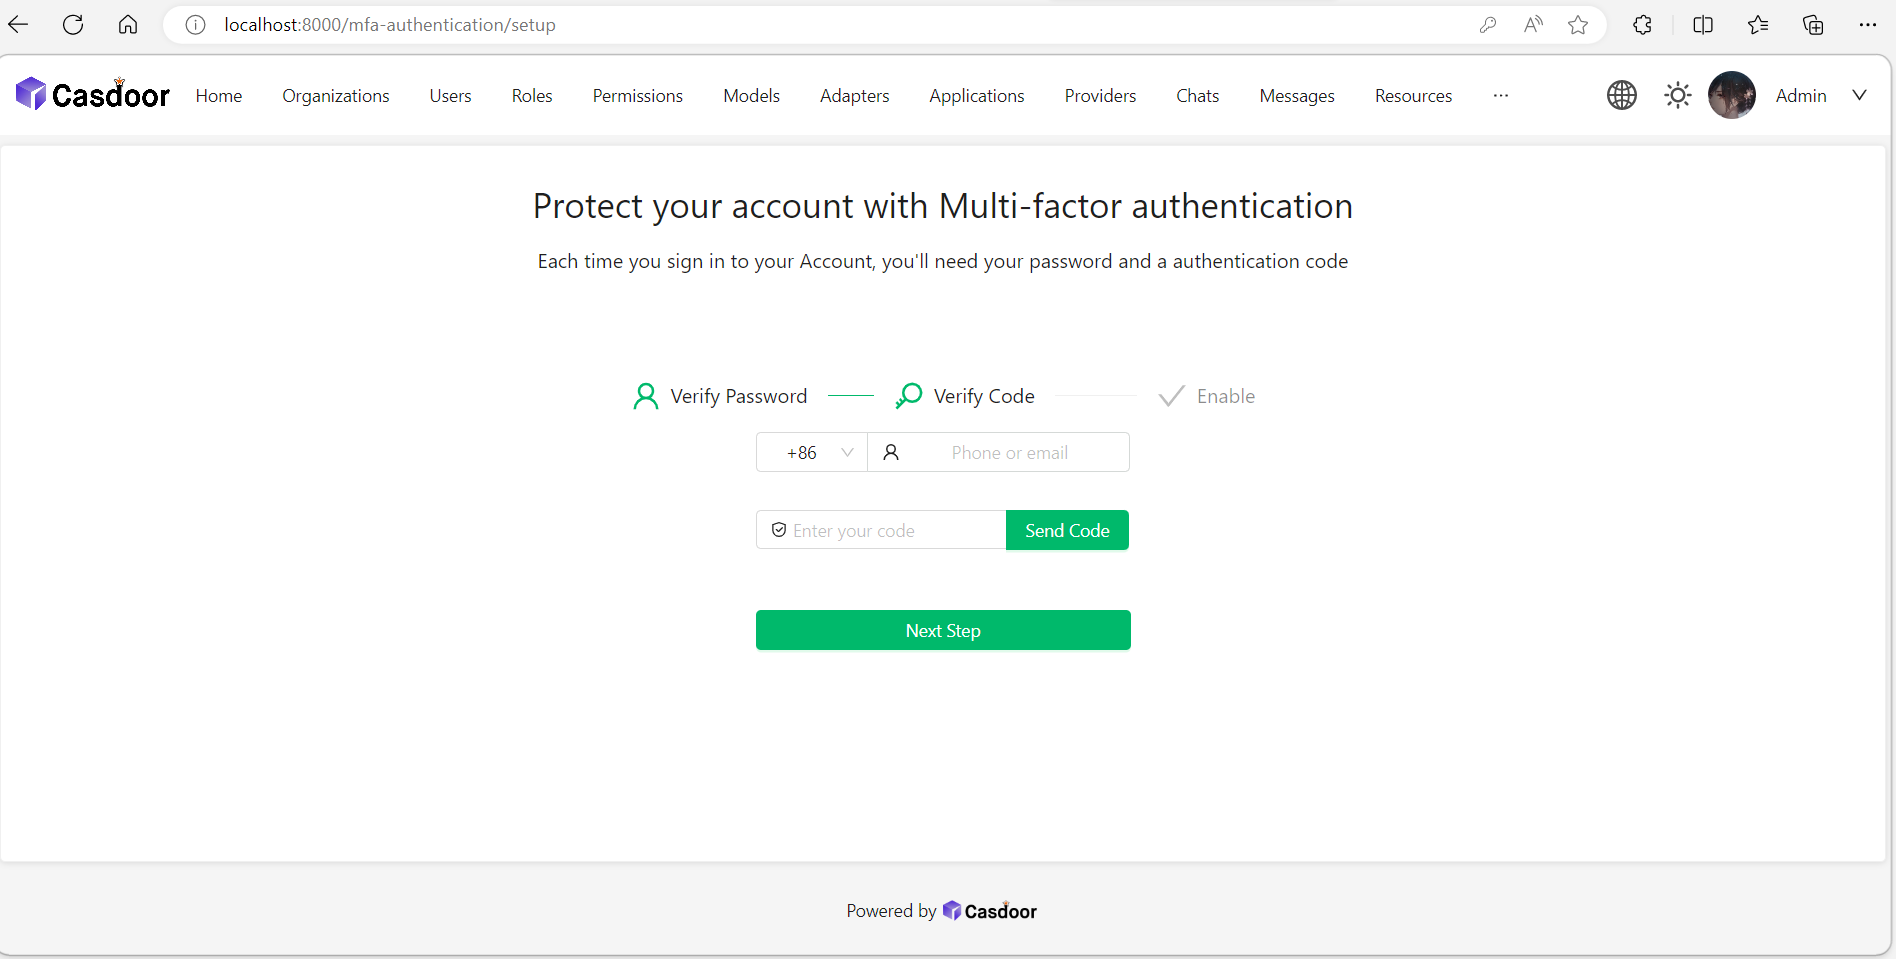 localhost:8000/mfa-authentication/setup
Casdoor Home Organizations Users Roles Permissions Models Adapters Applications Providers Chats Messages Resources ··· Admin
Protect your account with Multi-factor authentication
Each time you sign in to your Account, you'll need your password and a authentication code
Verify Password Verify Code Enable
+86 Phone or email
Enter your code Send Code
Next Step
Powered by Casdoor